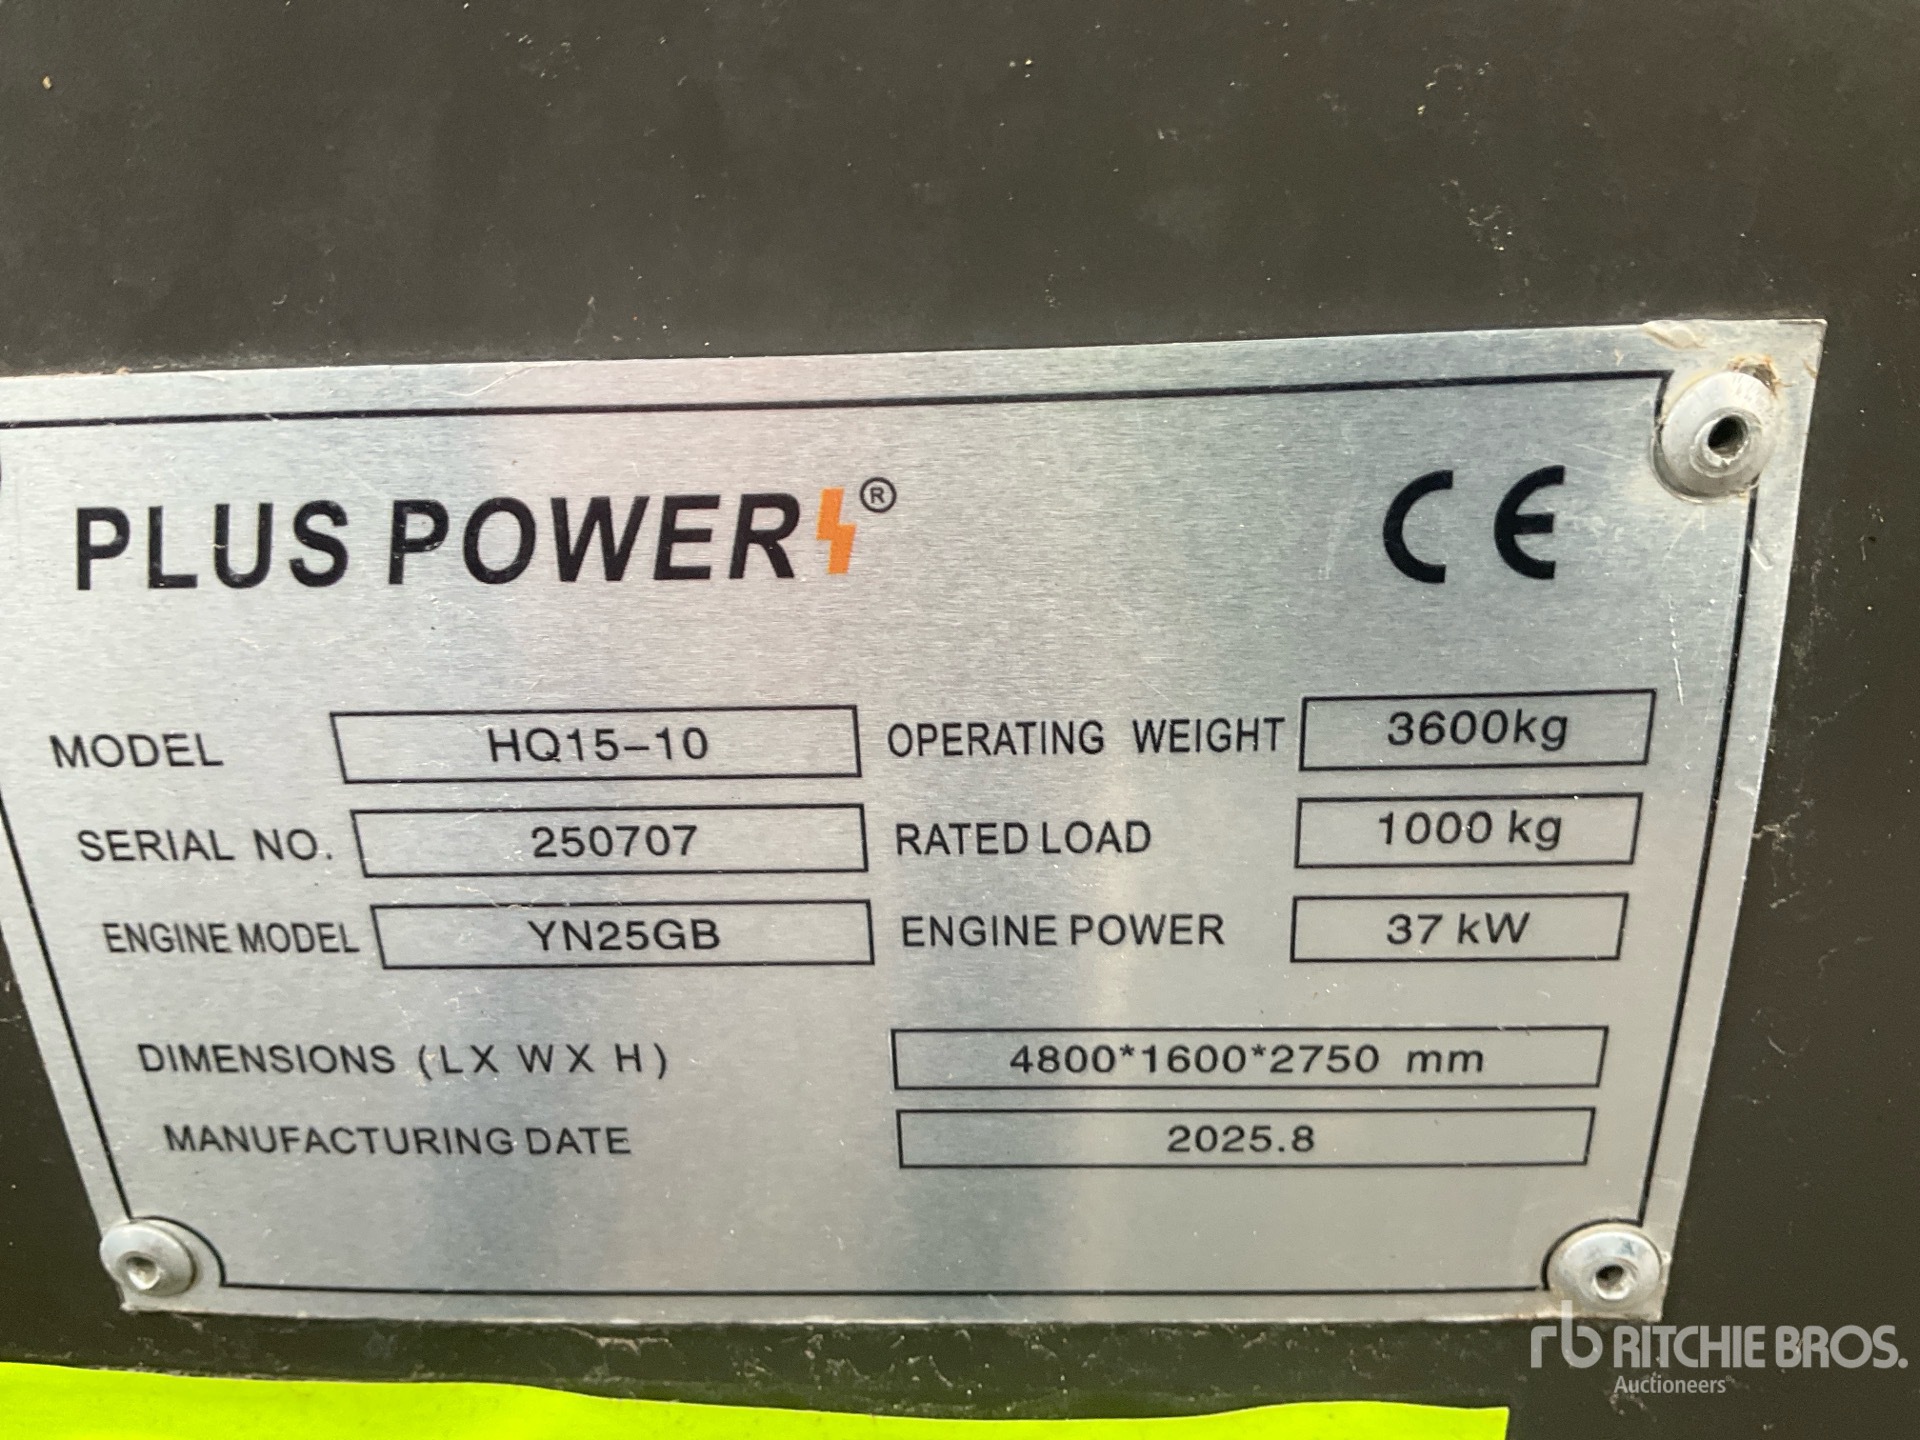 PLUS POWER ® CE
MODEL HQ15-10 OPERATING WEIGHT 3600kg
SERIAL NO. 250707 RATED LOAD 1000 kg
ENGINE MODEL YN25GB ENGINE POWER 37 kW
DIMENSIONS (L X W X H) 4800*1600*2750 mm
MANUFACTURING DATE 2025.8
rb RITCHIE BROS.
Auctioneers